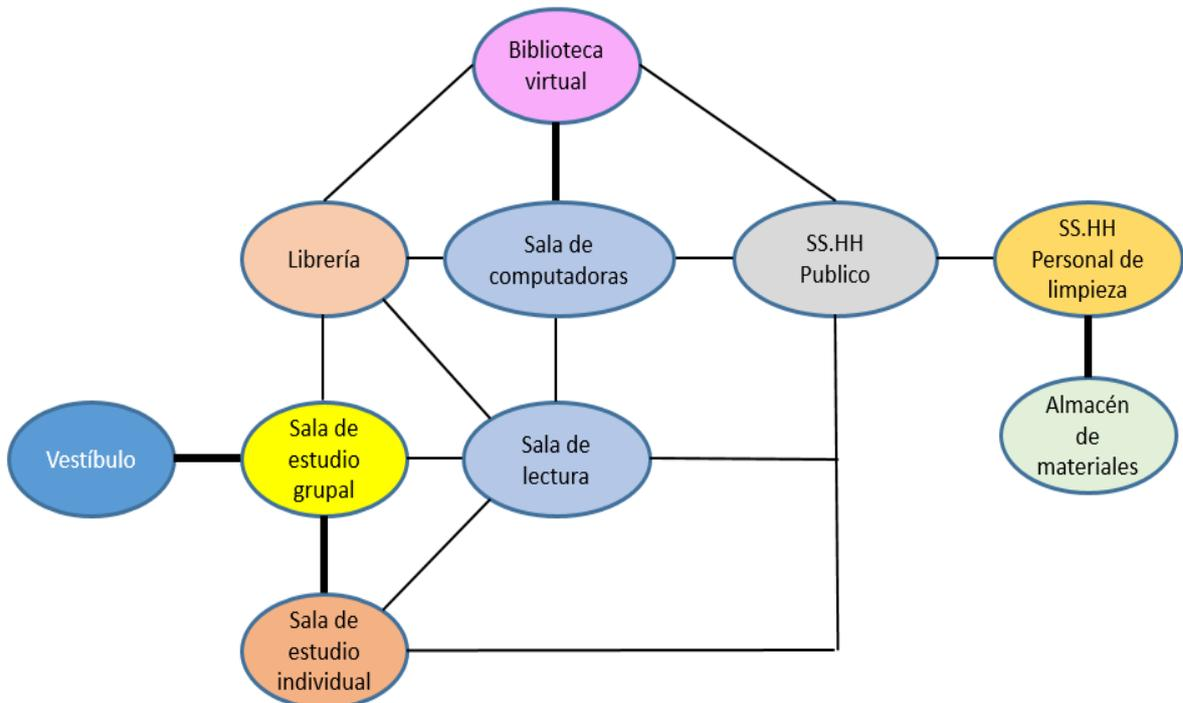 Biblioteca
virtual
Librería
Sala de
computadoras
SS.HH
Publico
SS.HH
Personal de
limpieza
Vestíbulo
Sala de
estudio
grupal
Sala de
lectura
Almacén
de
materiales
Sala de
estudio
individual